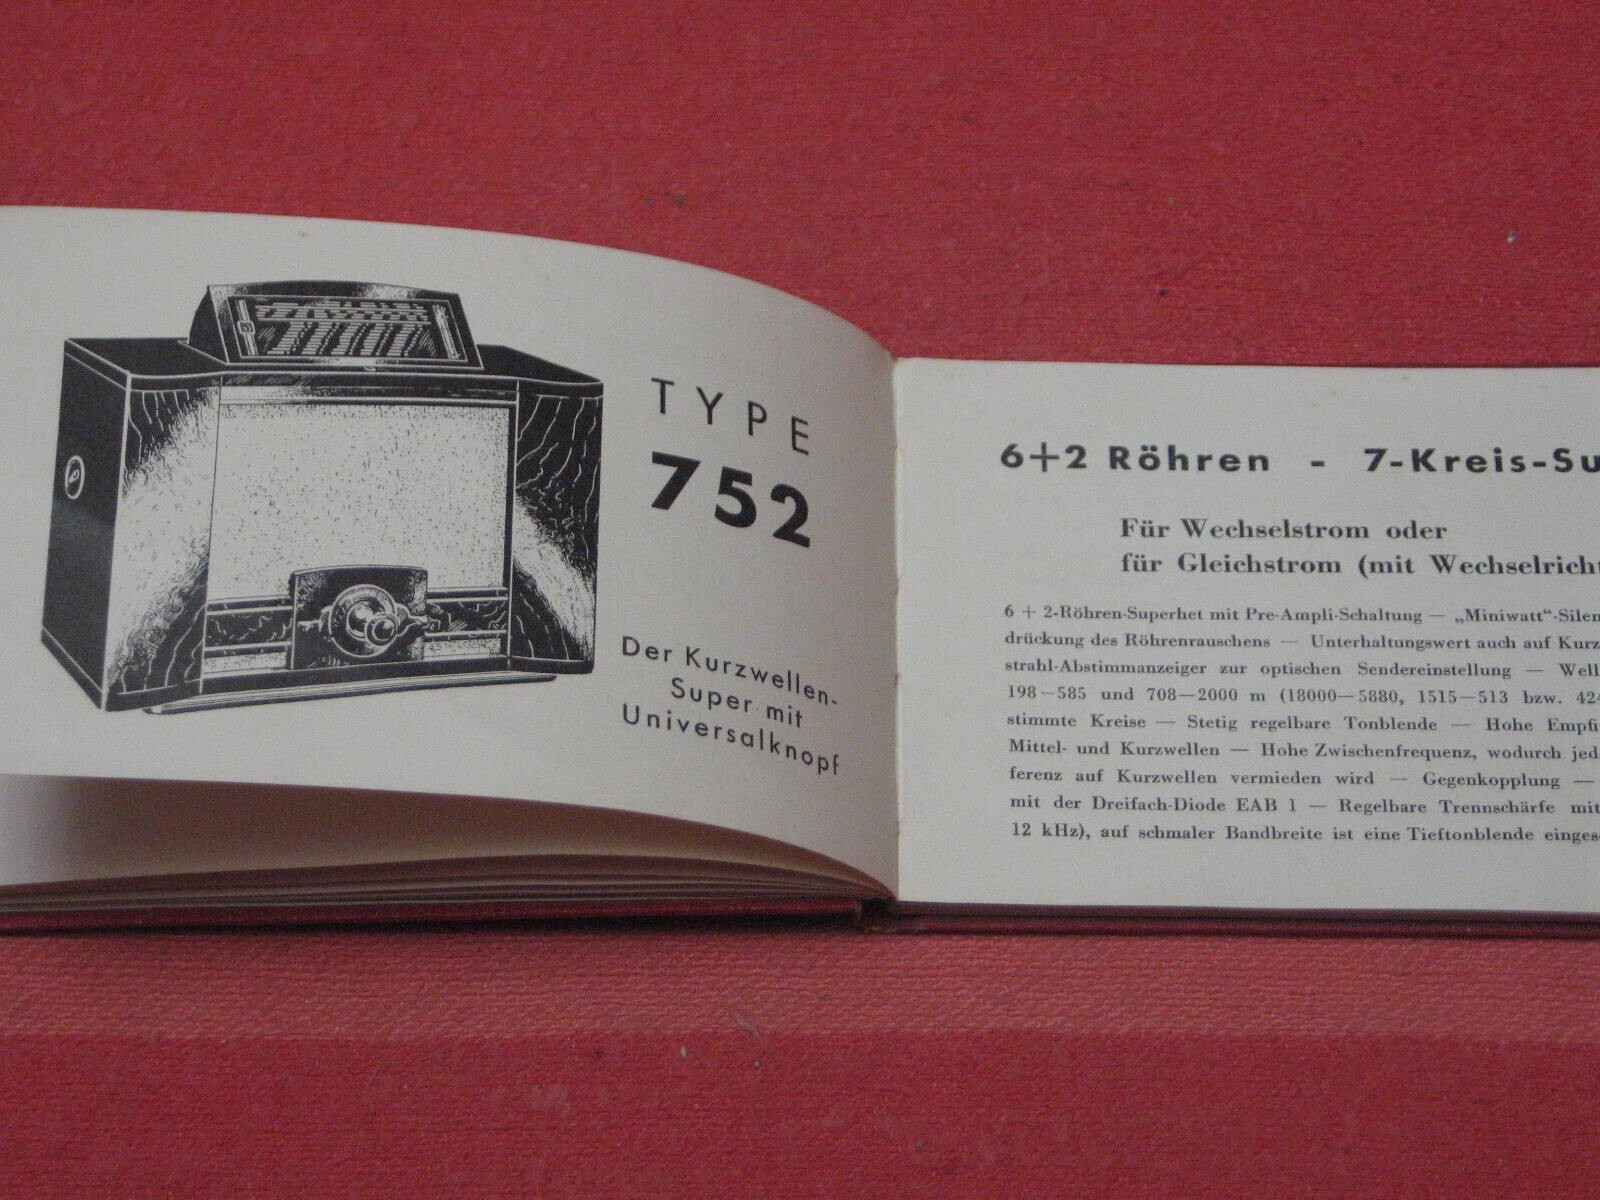 TYPE
752
Der Kurzwellen-
Super mit
Universalknopf
6+2 Röhren - 7-Kreis-Su
Für Wechselstrom oder
für Gleichstrom (mit Wechselricht
6 + 2-Röhren-Superhet mit Pre-Ampli-Schaltung — „Miniwatt“-Silen
drückung des Röhrenrauschens — Unterhaltungswert auch auf Kurz
strahl-Abstimmanzeiger zur optischen Sendereinstellung — Well
198—585 und 708—2000 m (18000—5880, 1515—513 bzw. 424
stimmte Kreise — Stetig regelbare Tonblende — Hohe Empfi
Mittel- und Kurzwellen — Hohe Zwischenfrequenz, wodurch jed
ferenz auf Kurzwellen vermieden wird — Gegenkopplung —
mit der Dreifach-Diode EAB 1 — Regelbare Trennschärfe mit
12 kHz), auf schmaler Bandbreite ist eine Tieftonblende einges